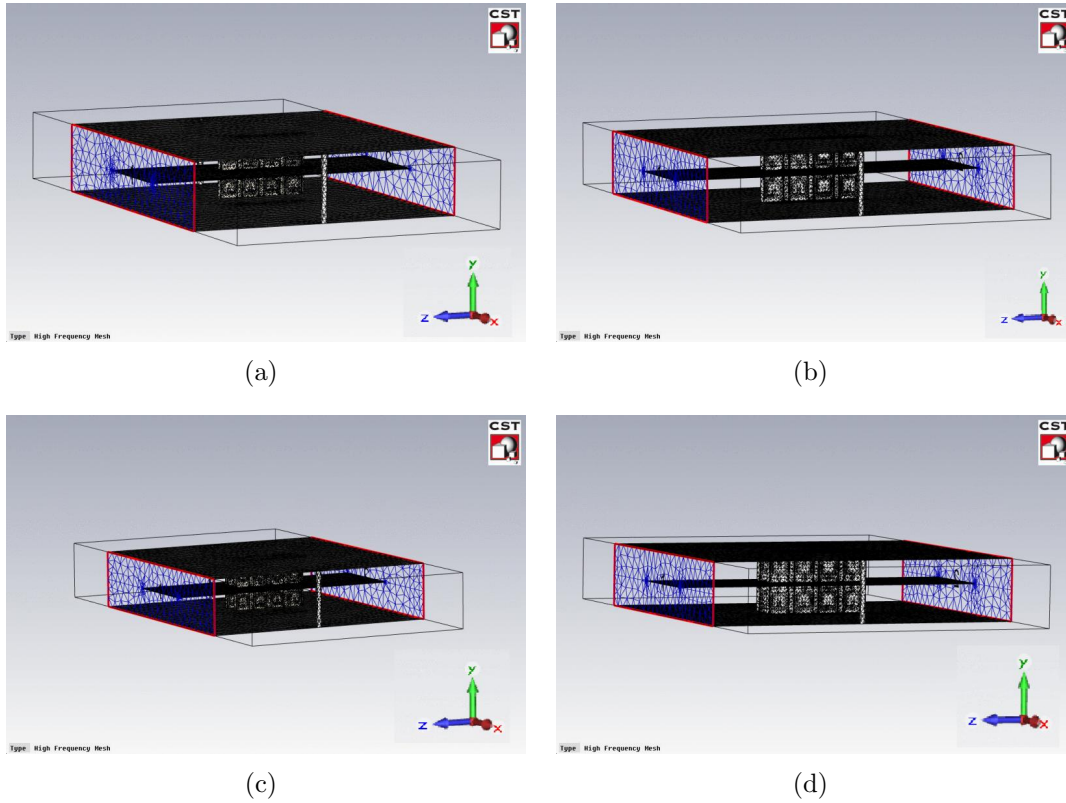 CST
y
z
x
Type High Frequency Mesh
(a)
CST
y
z
x
Type High Frequency Mesh
(b)
CST
y
z
x
Type High Frequency Mesh
(c)
CST
y
z
x
Type High Frequency Mesh
(d)